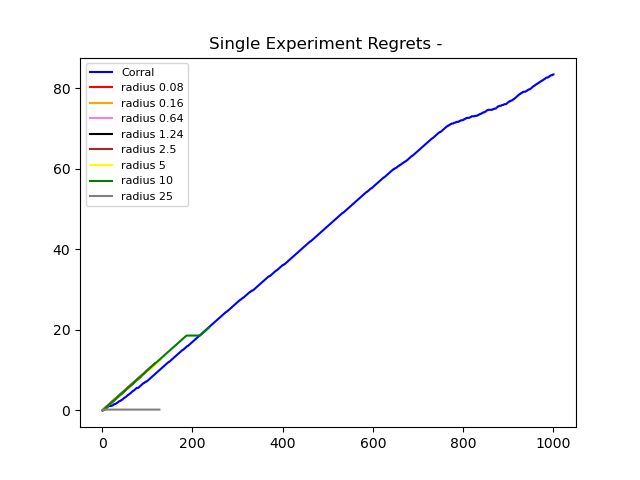 Single Experiment Regrets -
Corral
radius 0.08
radius 0.16
radius 0.64
radius 1.24
radius 2.5
radius 5
radius 10
radius 25
80
60
40
20
0
0 200 400 600 800 1000